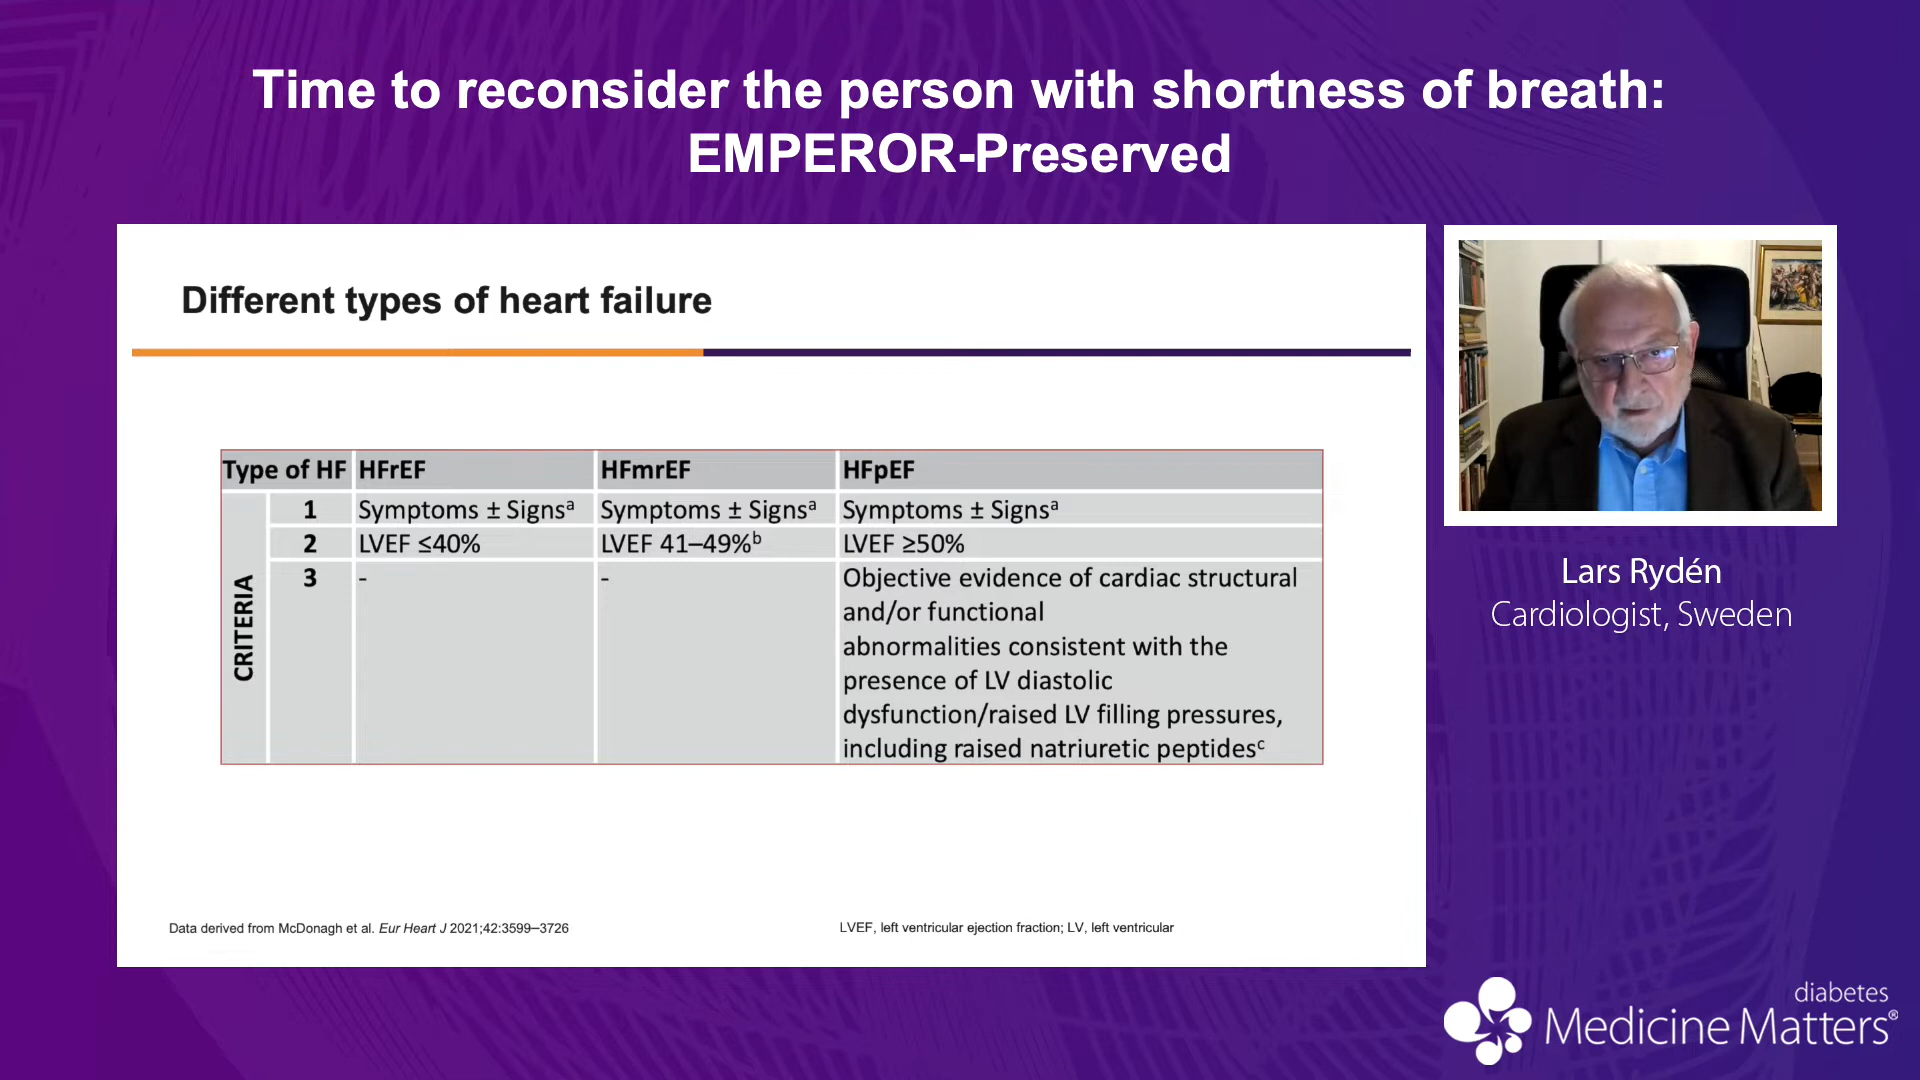 Time to reconsider the person with shortness of breath:
EMPEROR-Preserved
Different types of heart failure
Type of HF HFrEF HFmrEF HFpEF
CRITERIA
1 Symptoms ± Signsᵃ Symptoms ± Signsᵃ Symptoms ± Signsᵃ
2 LVEF ≤40% LVEF 41–49%ᵇ LVEF ≥50%
3 - - Objective evidence of cardiac structural
and/or functional
abnormalities consistent with the
presence of LV diastolic
dysfunction/raised LV filling pressures,
including raised natriuretic peptidesᶜ
Data derived from McDonagh et al. Eur Heart J 2021;42:3599–3726
LVEF, left ventricular ejection fraction; LV, left ventricular
Lars Rydén
Cardiologist, Sweden
diabetes
Medicine Matters®